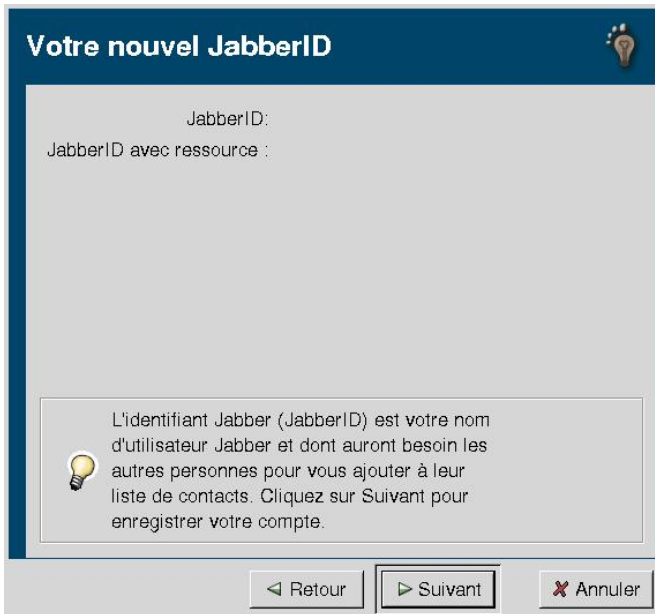 Votre nouvel JabberID
JabberID:
JabberID avec ressource :
L'identifiant Jabber (JabberID) est votre nom
d'utilisateur Jabber et dont auront besoin les
autres personnes pour vous ajouter à leur
liste de contacts. Cliquez sur Suivant pour
enregistrer votre compte.
Retour
Suivant
Annuler